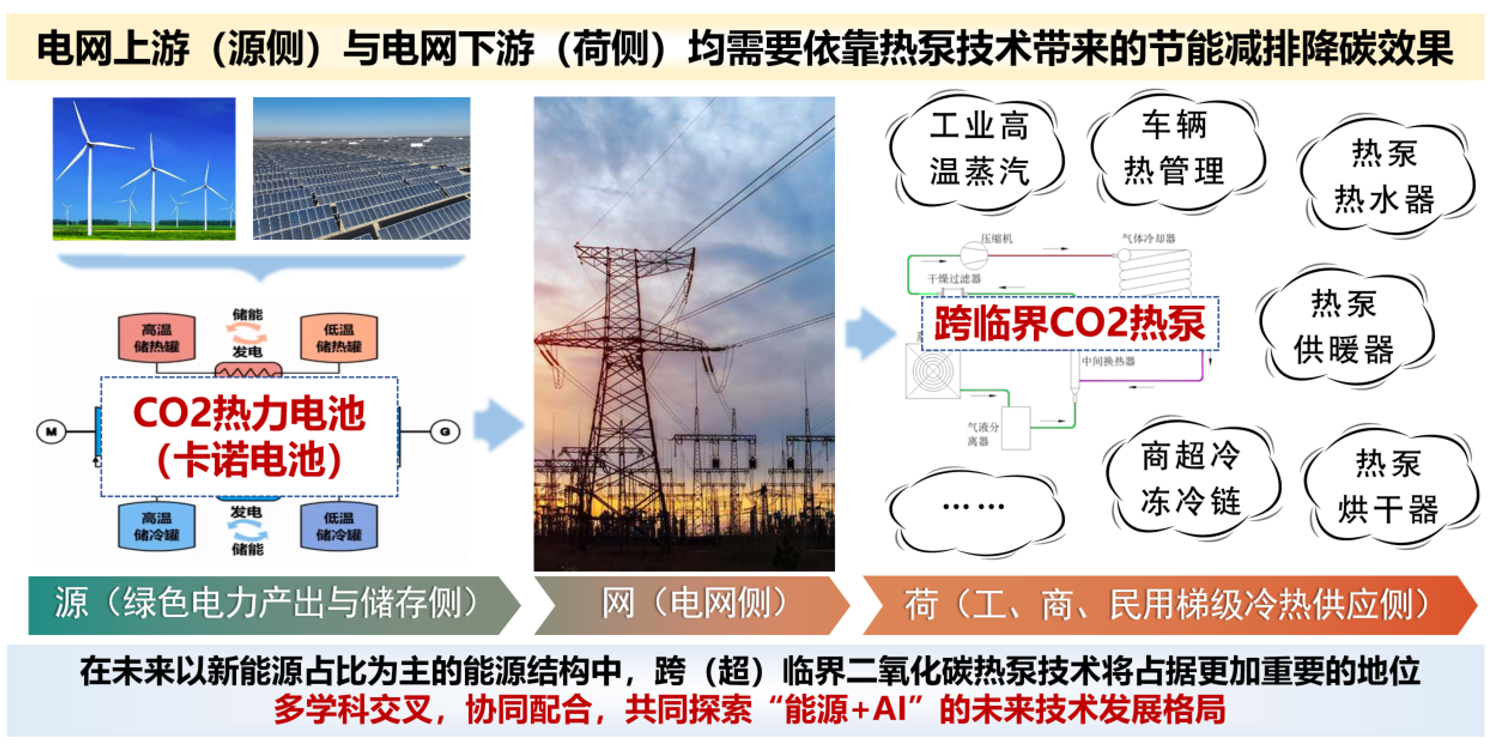 电网上游（源侧）与电网下游（荷侧）均需要依靠热泵技术带来的节能减排降碳效果
高温
储热罐
储能
发电
低温
储热罐
CO2热力电池
（卡诺电池）
M
G
高温
储冷罐
发电
储能
低温
储冷罐
工业高
温蒸汽
车辆
热管理
热泵
热水器
压缩机
气体冷却器
干燥过滤器
跨临界CO2热泵
中间换热器
气液分
离器
热泵
供暖器
商超冷
冻冷链
热泵
烘干器
……
源（绿色电力产出与储存侧）
网（电网侧）
荷（工、商、民用梯级冷热供应侧）
在未来以新能源占比为主的能源结构中，跨（超）临界二氧化碳热泵技术将占据更加重要的地位
多学科交叉，协同配合，共同探索“能源+AI”的未来技术发展格局